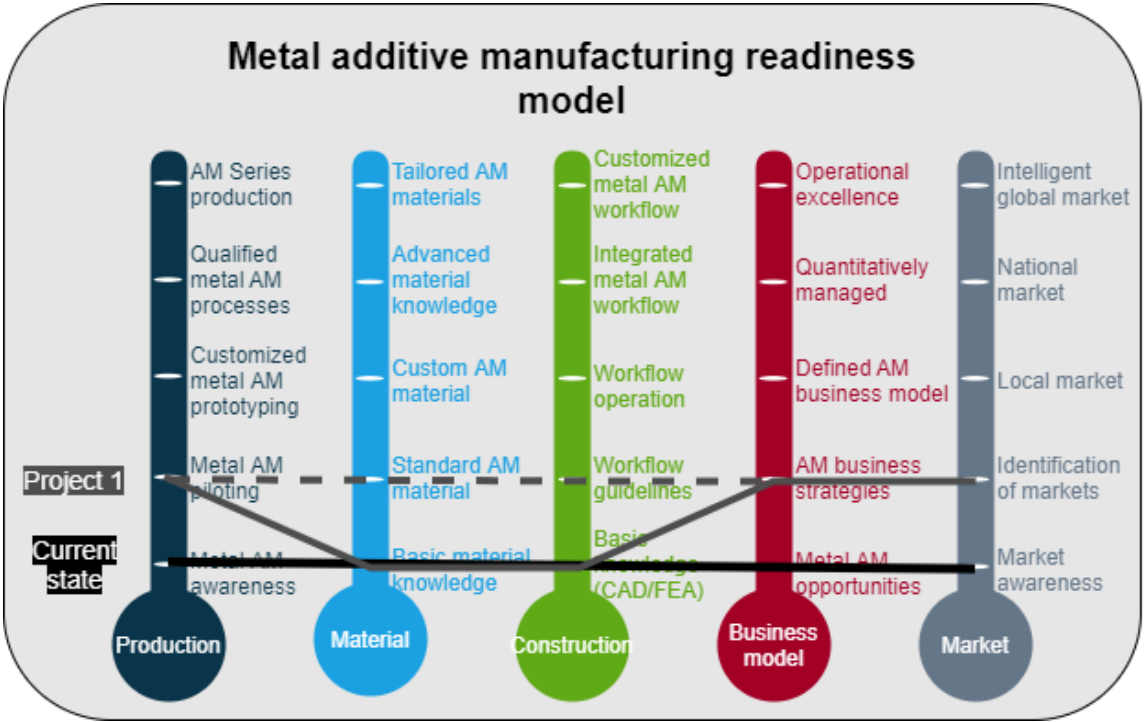 Metal additive manufacturing readiness
model
AM Series
production
Qualified
metal AM
processes
Customized
metal AM
prototyping
Metal AM
piloting
Metal AM
awareness
Production
Tailored AM
materials
Advanced
material
knowledge
Custom AM
material
Standard AM
material
Basic material
knowledge
Material
Customized
metal AM
workflow
Integrated
metal AM
workflow
Workflow
operation
Workflow
guidelines
Basic
knowledge
(CAD/FEA)
Construction
Operational
excellence
Quantitatively
managed
Defined AM
business model
AM business
strategies
Metal AM
opportunities
Business
model
Intelligent
global market
National
market
Local market
Identification
of markets
Market
awareness
Market
Project 1
Current
state